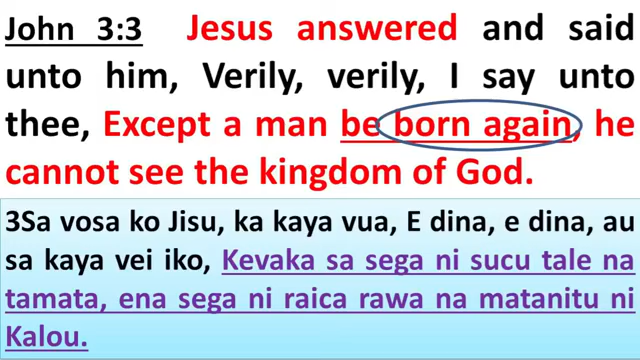 John 3:3 Jesus answered and said
unto him, Verily, verily, I say unto
thee, Except a man be born again, he
cannot see the kingdom of God.
3Sa vosa ko Jisu, ka kaya vua, E dina, e dina, au
sa kaya vei iko, Kevaka sa sega ni sucu tale na
tamata, ena sega ni raica rawa na matanitu ni
Kalou.